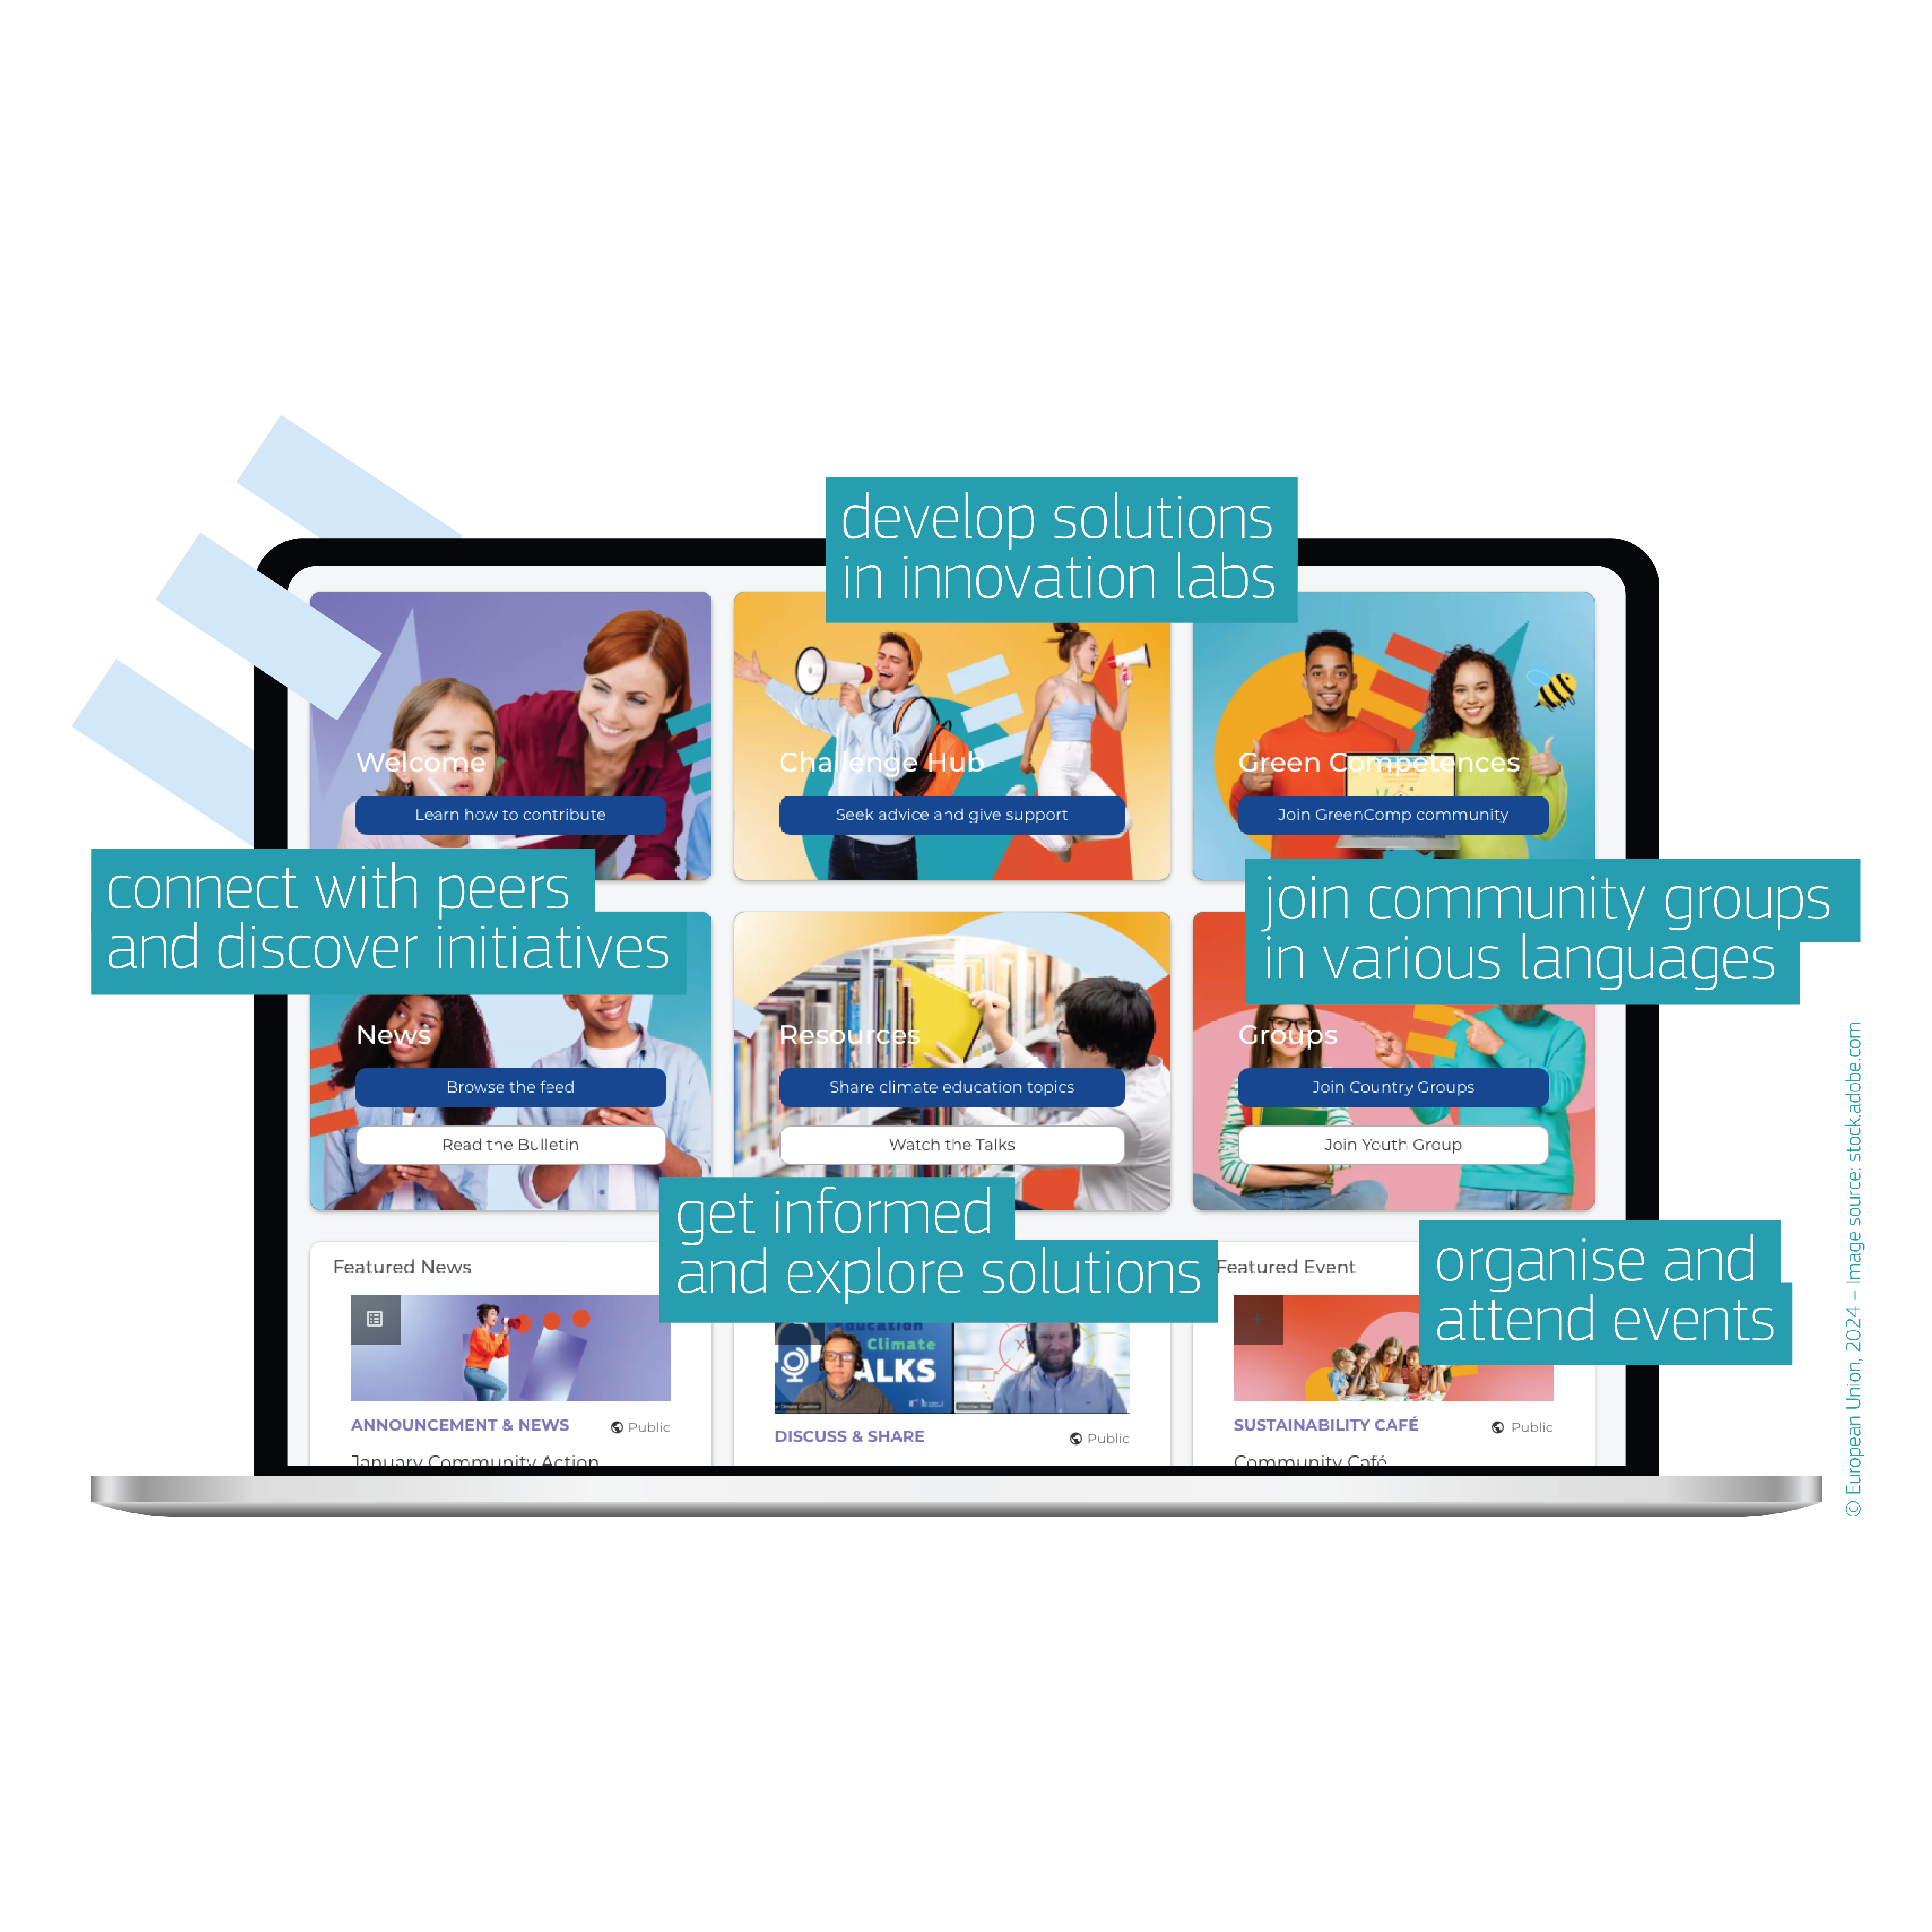 develop solutions
in innovation labs
Welcome
Learn how to contribute
Challenge Hub
Seek advice and give support
Green Competences
Join GreenComp community
connect with peers
and discover initiatives
join community groups
in various languages
News
Browse the feed
Read the Bulletin
Resources
Share climate education topics
Watch the Talks
Groups
Join Country Groups
Join Youth Group
get informed
and explore solutions
organise and
attend events
Featured News
ANNOUNCEMENT & NEWS
Public
January Community Action
Climate
ALKS
DISCUSS & SHARE
Public
Featured Event
SUSTAINABILITY CAFÉ
Public
Community Café
© European Union, 2024 – Image source: stock.adobe.com